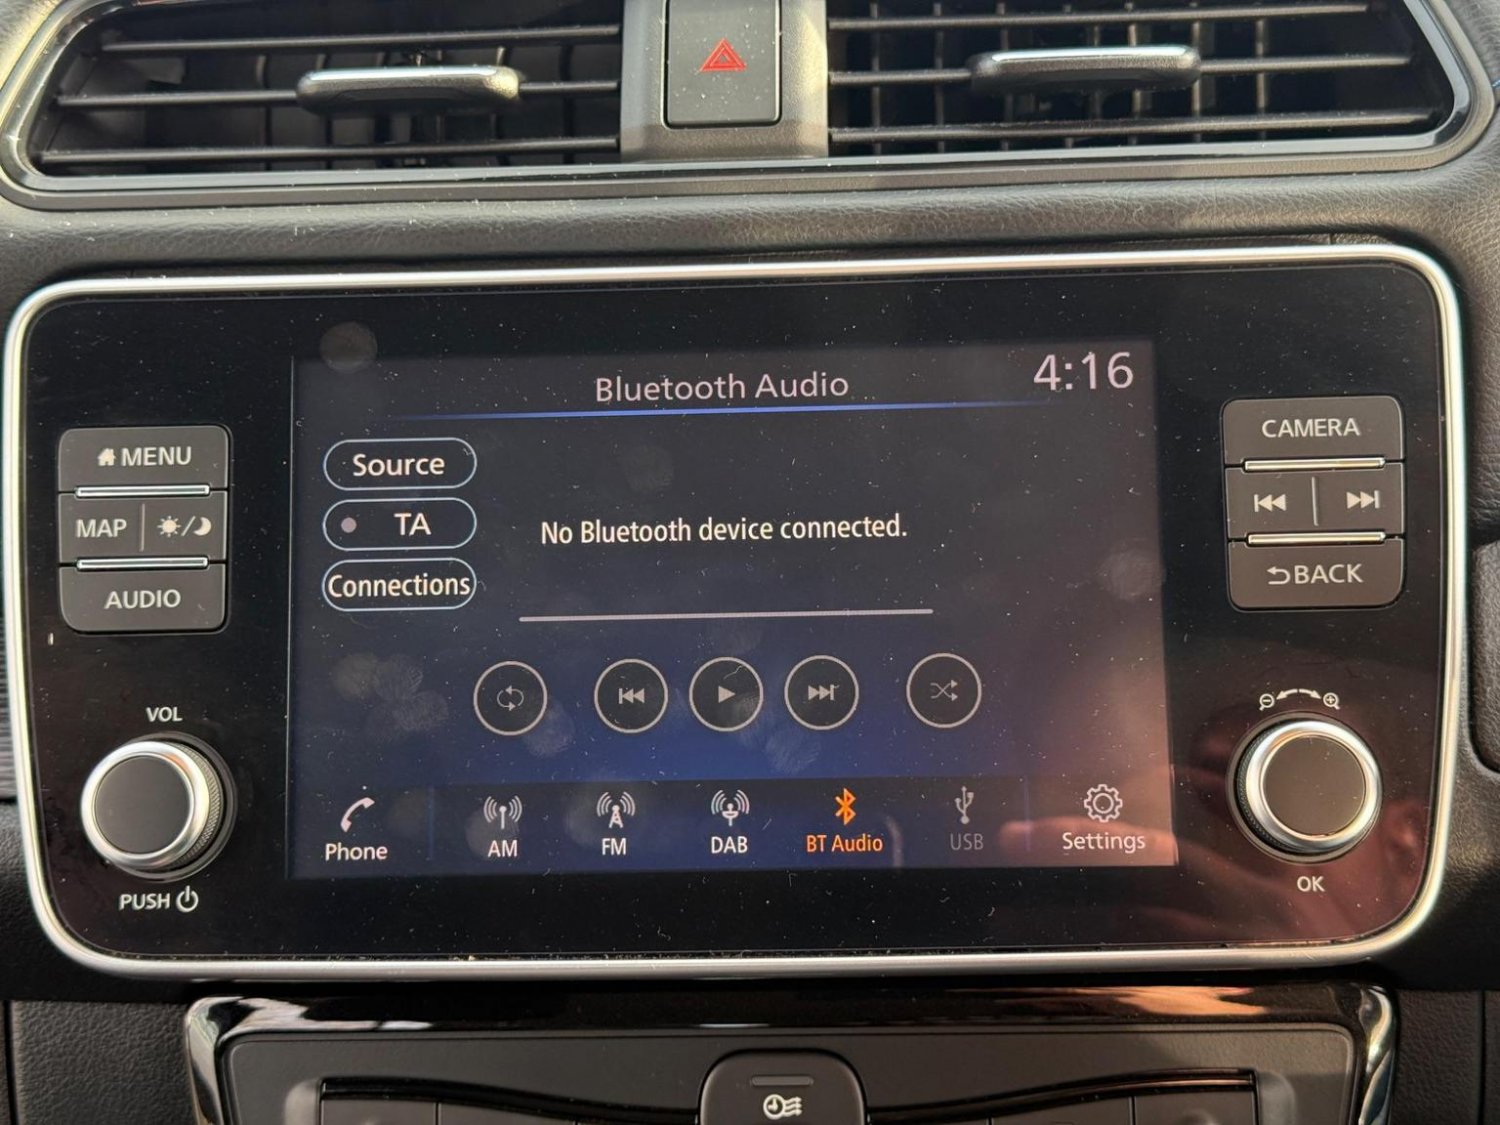 Bluetooth Audio
4:16
MENU
MAP
AUDIO
VOL
PUSH
Source
TA
Connections
No Bluetooth device connected.
Phone
AM
FM
DAB
BT Audio
USB
Settings
CAMERA
BACK
OK